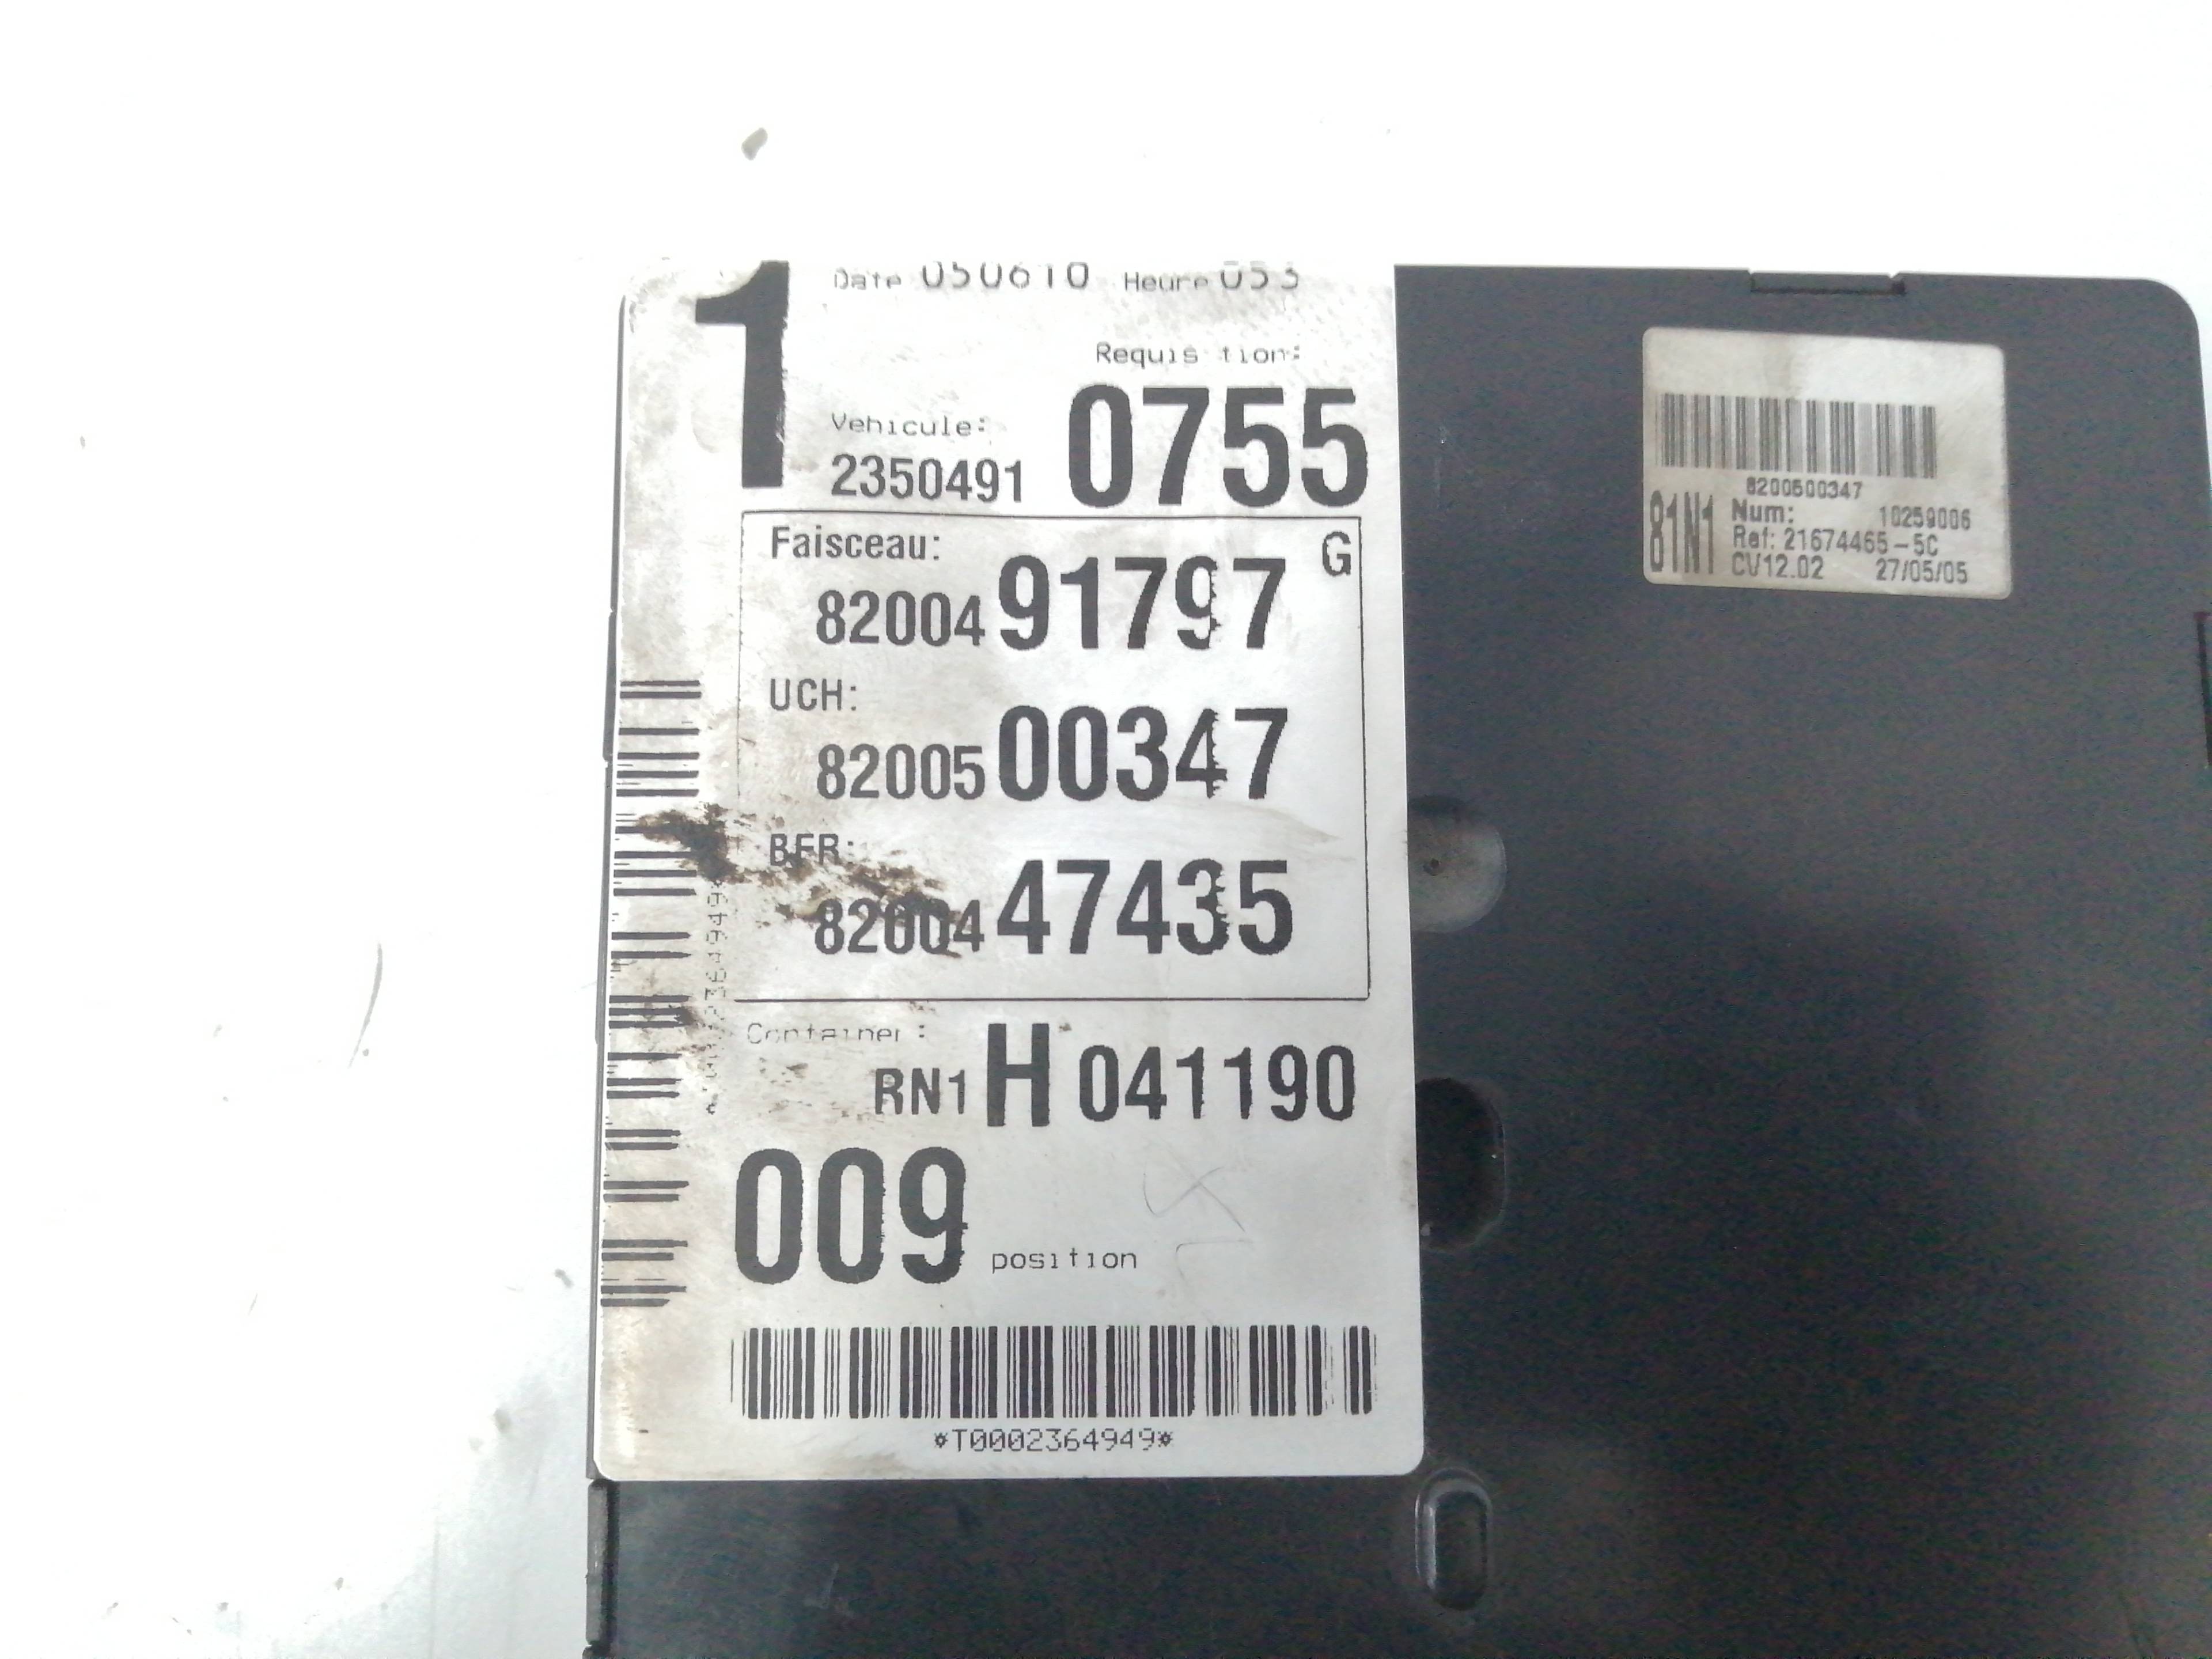 1
Date 050610 Heure 053
Requisition:
0755
Vehicule:
2350491
Faisceau:
G
8200491797
UCH:
8200500347
BFR:
8200447435
Container:
RN1 H 041190
009 position
*T0002364949*
8200500347
81N1
Num: 10259006
Ref: 21674465-5C
CV12.02 27/05/05